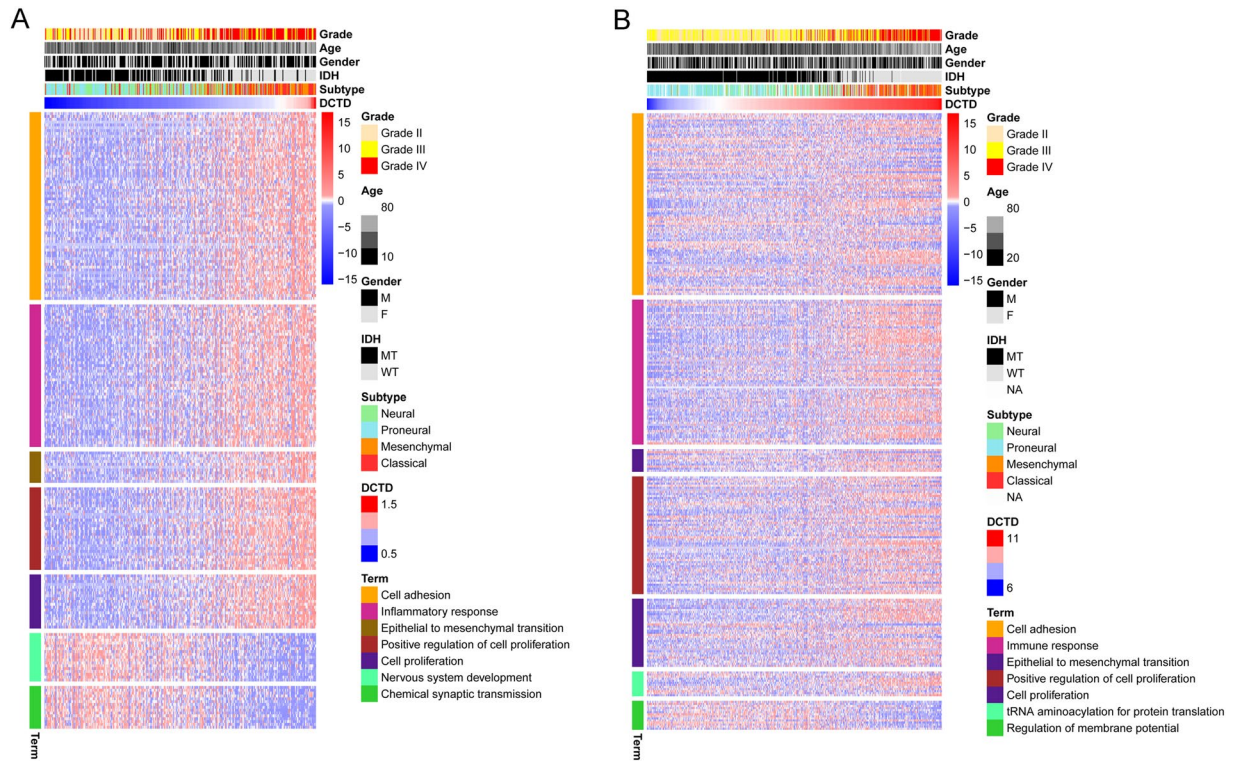 A
Grade
Age
Gender
IDH
Subtype
DCTD
15
10
5
0
−5
−10
−15
Grade
Grade II
Grade III
Grade IV
Age
80
10
Gender
M
F
IDH
MT
WT
Subtype
Neural
Proneural
Mesenchymal
Classical
DCTD
1.5
0.5
Term
Cell adhesion
Inflammatory response
Epithelial to mesenchymal transition
Positive regulation of cell proliferation
Cell proliferation
Nervous system development
Chemical synaptic transmission
Term
B
Grade
Age
Gender
IDH
Subtype
DCTD
15
10
5
0
−5
−10
−15
Grade
Grade II
Grade III
Grade IV
Age
80
20
Gender
M
F
IDH
MT
WT
NA
Subtype
Neural
Proneural
Mesenchymal
Classical
NA
DCTD
11
6
Term
Cell adhesion
Immune response
Epithelial to mesenchymal transition
Positive regulation of cell proliferation
Cell proliferation
tRNA aminoacylation for protein translation
Regulation of membrane potential
Term